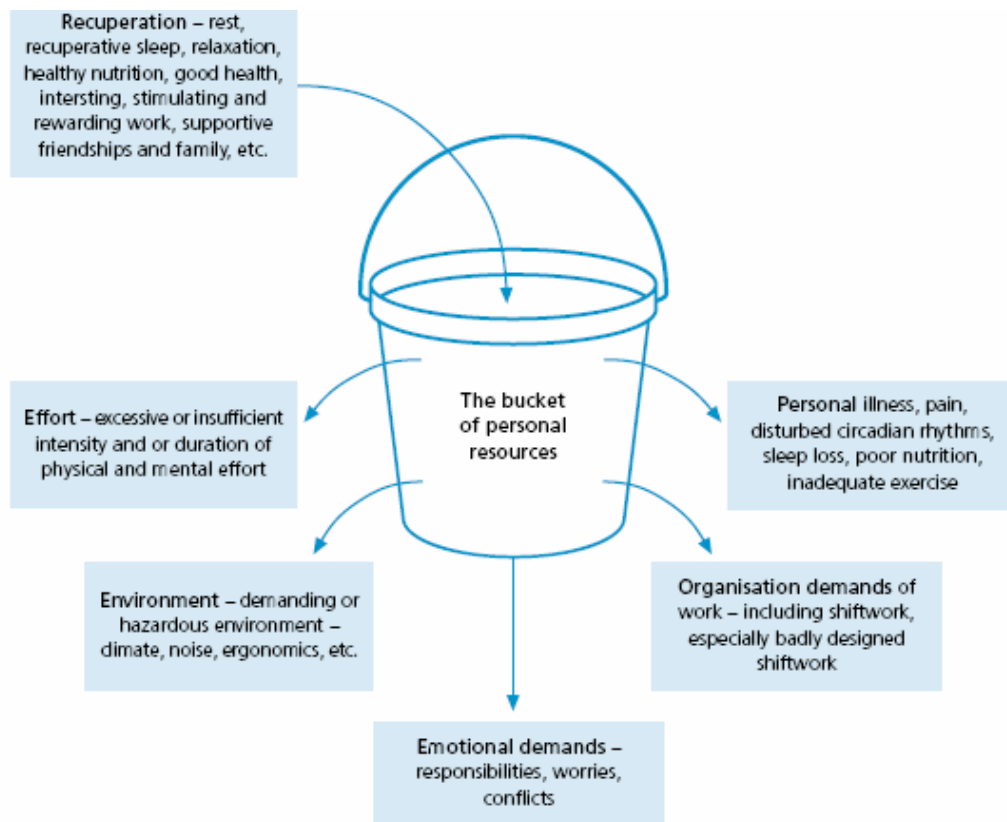 Recuperation – rest,
recuperative sleep, relaxation,
healthy nutrition, good health,
intersting, stimulating and
rewarding work, supportive
friendships and family, etc.
The bucket
of personal
resources
Effort – excessive or insufficient
intensity and or duration of
physical and mental effort
Personal illness, pain,
disturbed circadian rhythms,
sleep loss, poor nutrition,
inadequate exercise
Environment – demanding or
hazardous environment –
climate, noise, ergonomics, etc.
Organisation demands of
work – including shiftwork,
especially badly designed
shiftwork
Emotional demands –
responsibilities, worries,
conflicts